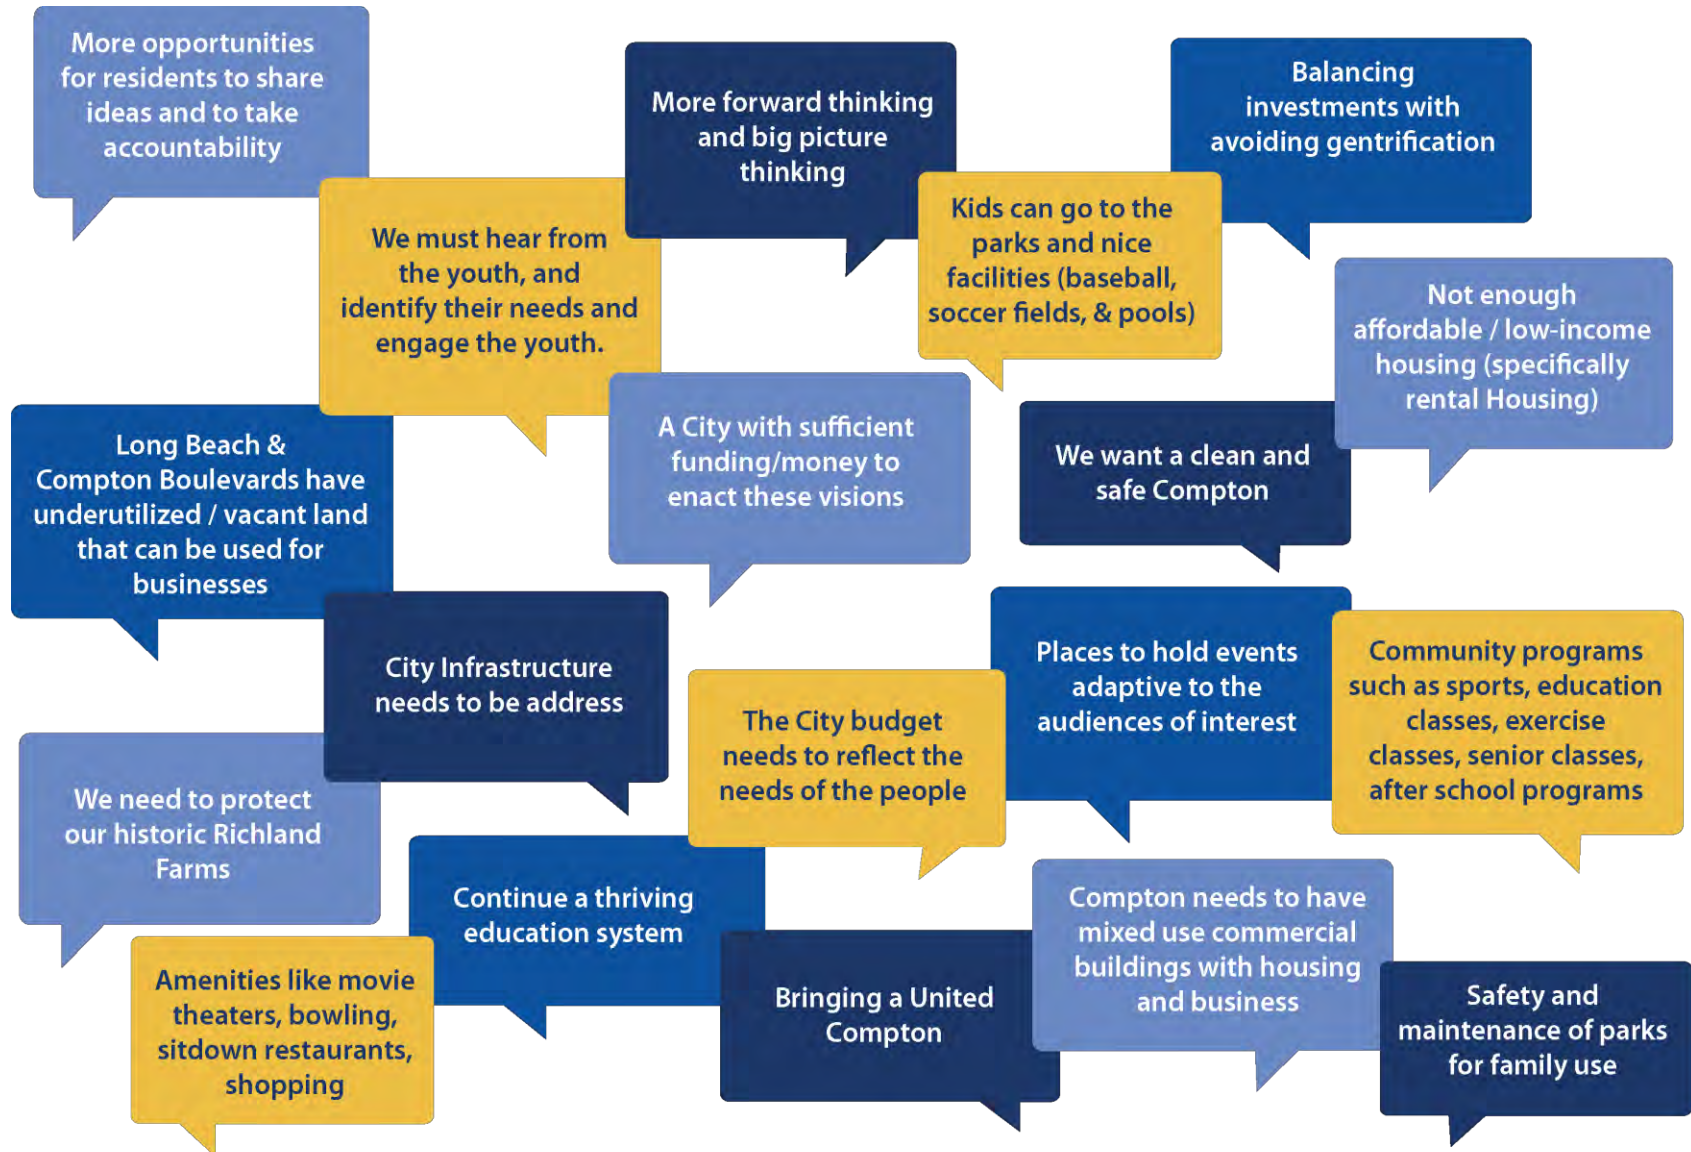 More opportunities
for residents to share
ideas and to take
accountability
More forward thinking
and big picture
thinking
Balancing
investments with
avoiding gentrification
We must hear from
the youth, and
identify their needs and
engage the youth.
Kids can go to the
parks and nice
facilities (baseball,
soccer fields, & pools)
Not enough
affordable / low-income
housing (specifically
rental Housing)
Long Beach &
Compton Boulevards have
underutilized / vacant land
that can be used for
businesses
A City with sufficient
funding/money to
enact these visions
We want a clean and
safe Compton
City Infrastructure
needs to be address
The City budget
needs to reflect the
needs of the people
Places to hold events
adaptive to the
audiences of interest
Community programs
such as sports, education
classes, exercise
classes, senior classes,
after school programs
We need to protect
our historic Richland
Farms
Continue a thriving
education system
Compton needs to have
mixed use commercial
buildings with housing
and business
Amenities like movie
theaters, bowling,
sitdown restaurants,
shopping
Bringing a United
Compton
Safety and
maintenance of parks
for family use